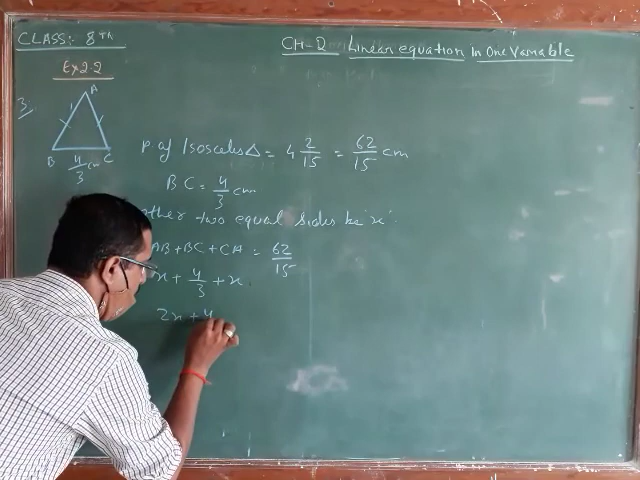 CLASS:- 8TH
CH-2 Linear equation in One Variable
Ex 2.2
3.
A
B C
4/3 cm
P of Isosceles △ = 4 2/15 = 62/15 cm
BC = 4/3 cm
other two equal sides be 'x'.
AB + BC + CA = 62/15
x + 4/3 + x
2x + 4